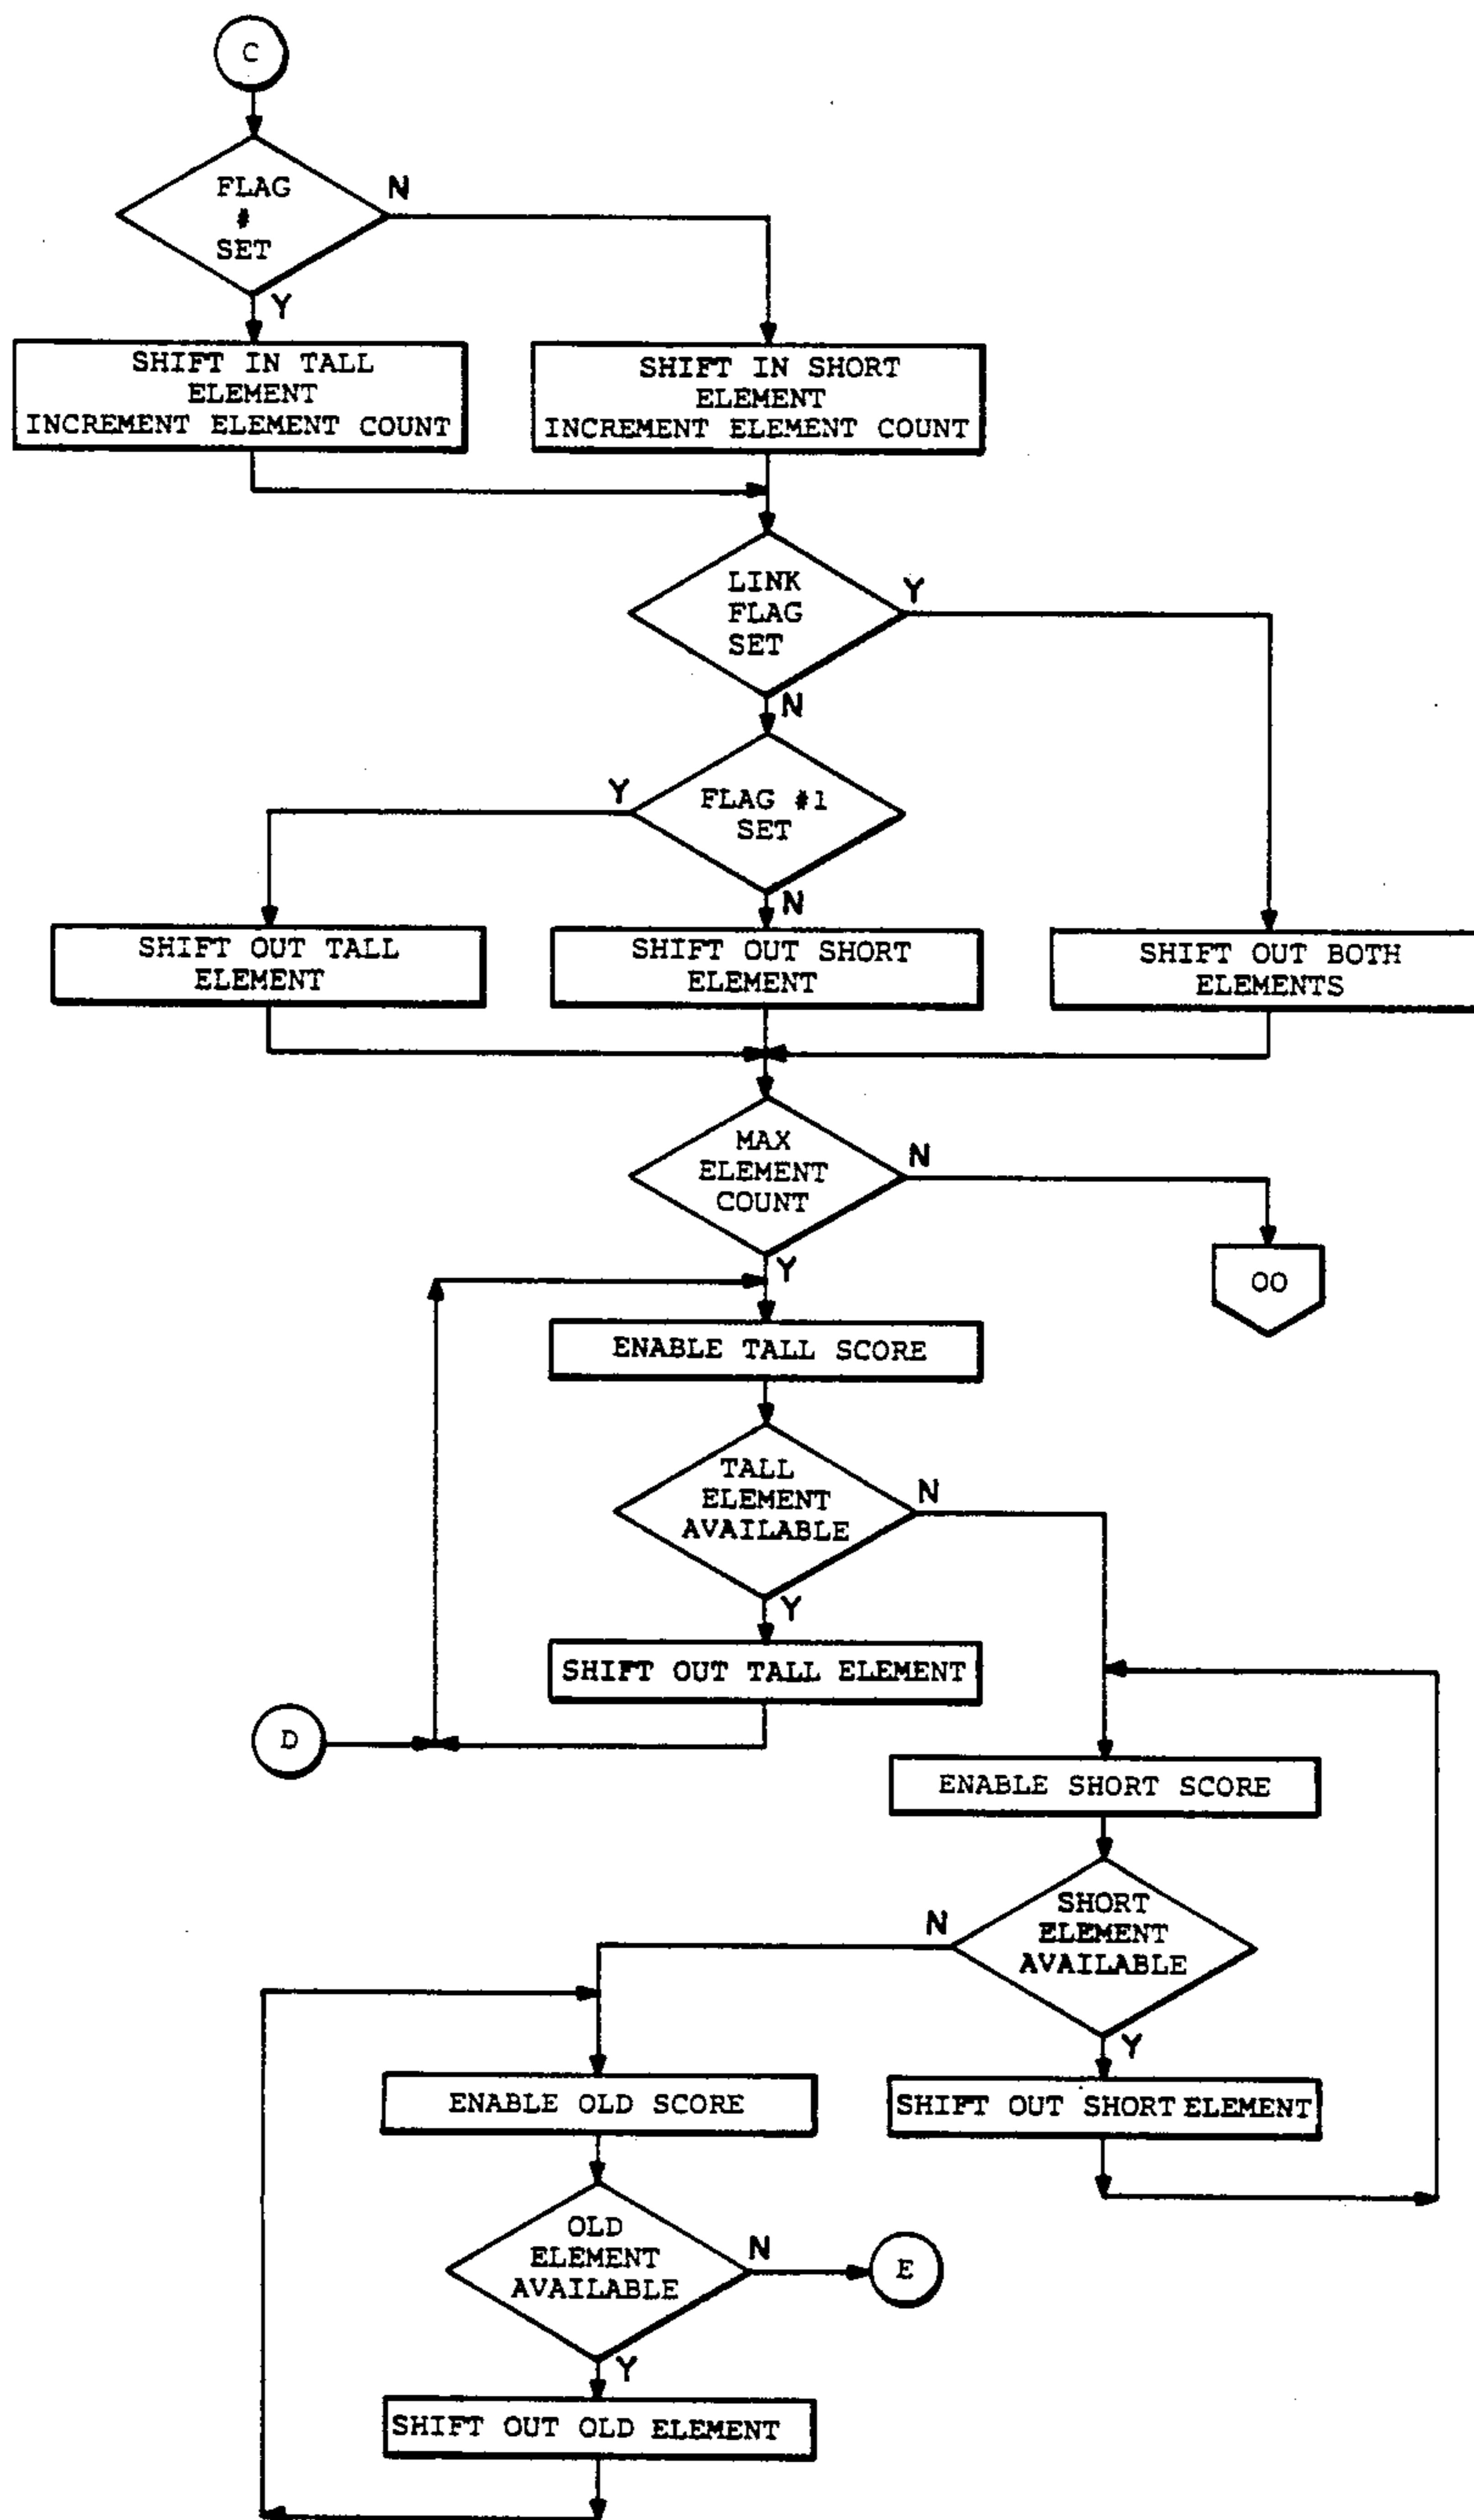 C
FLAG
#
SET
N
Y
SHIFT IN TALL
ELEMENT
INCREMENT ELEMENT COUNT
SHIFT IN SHORT
ELEMENT
INCREMENT ELEMENT COUNT
LINK
FLAG
SET
Y
N
FLAG #1
SET
Y
N
SHIFT OUT TALL
ELEMENT
SHIFT OUT SHORT
ELEMENT
SHIFT OUT BOTH
ELEMENTS
MAX
ELEMENT
COUNT
N
Y
OO
ENABLE TALL SCORE
TALL
ELEMENT
AVAILABLE
N
Y
SHIFT OUT TALL ELEMENT
D
ENABLE SHORT SCORE
SHORT
ELEMENT
AVAILABLE
N
Y
ENABLE OLD SCORE
SHIFT OUT SHORT ELEMENT
OLD
ELEMENT
AVAILABLE
N
E
Y
SHIFT OUT OLD ELEMENT